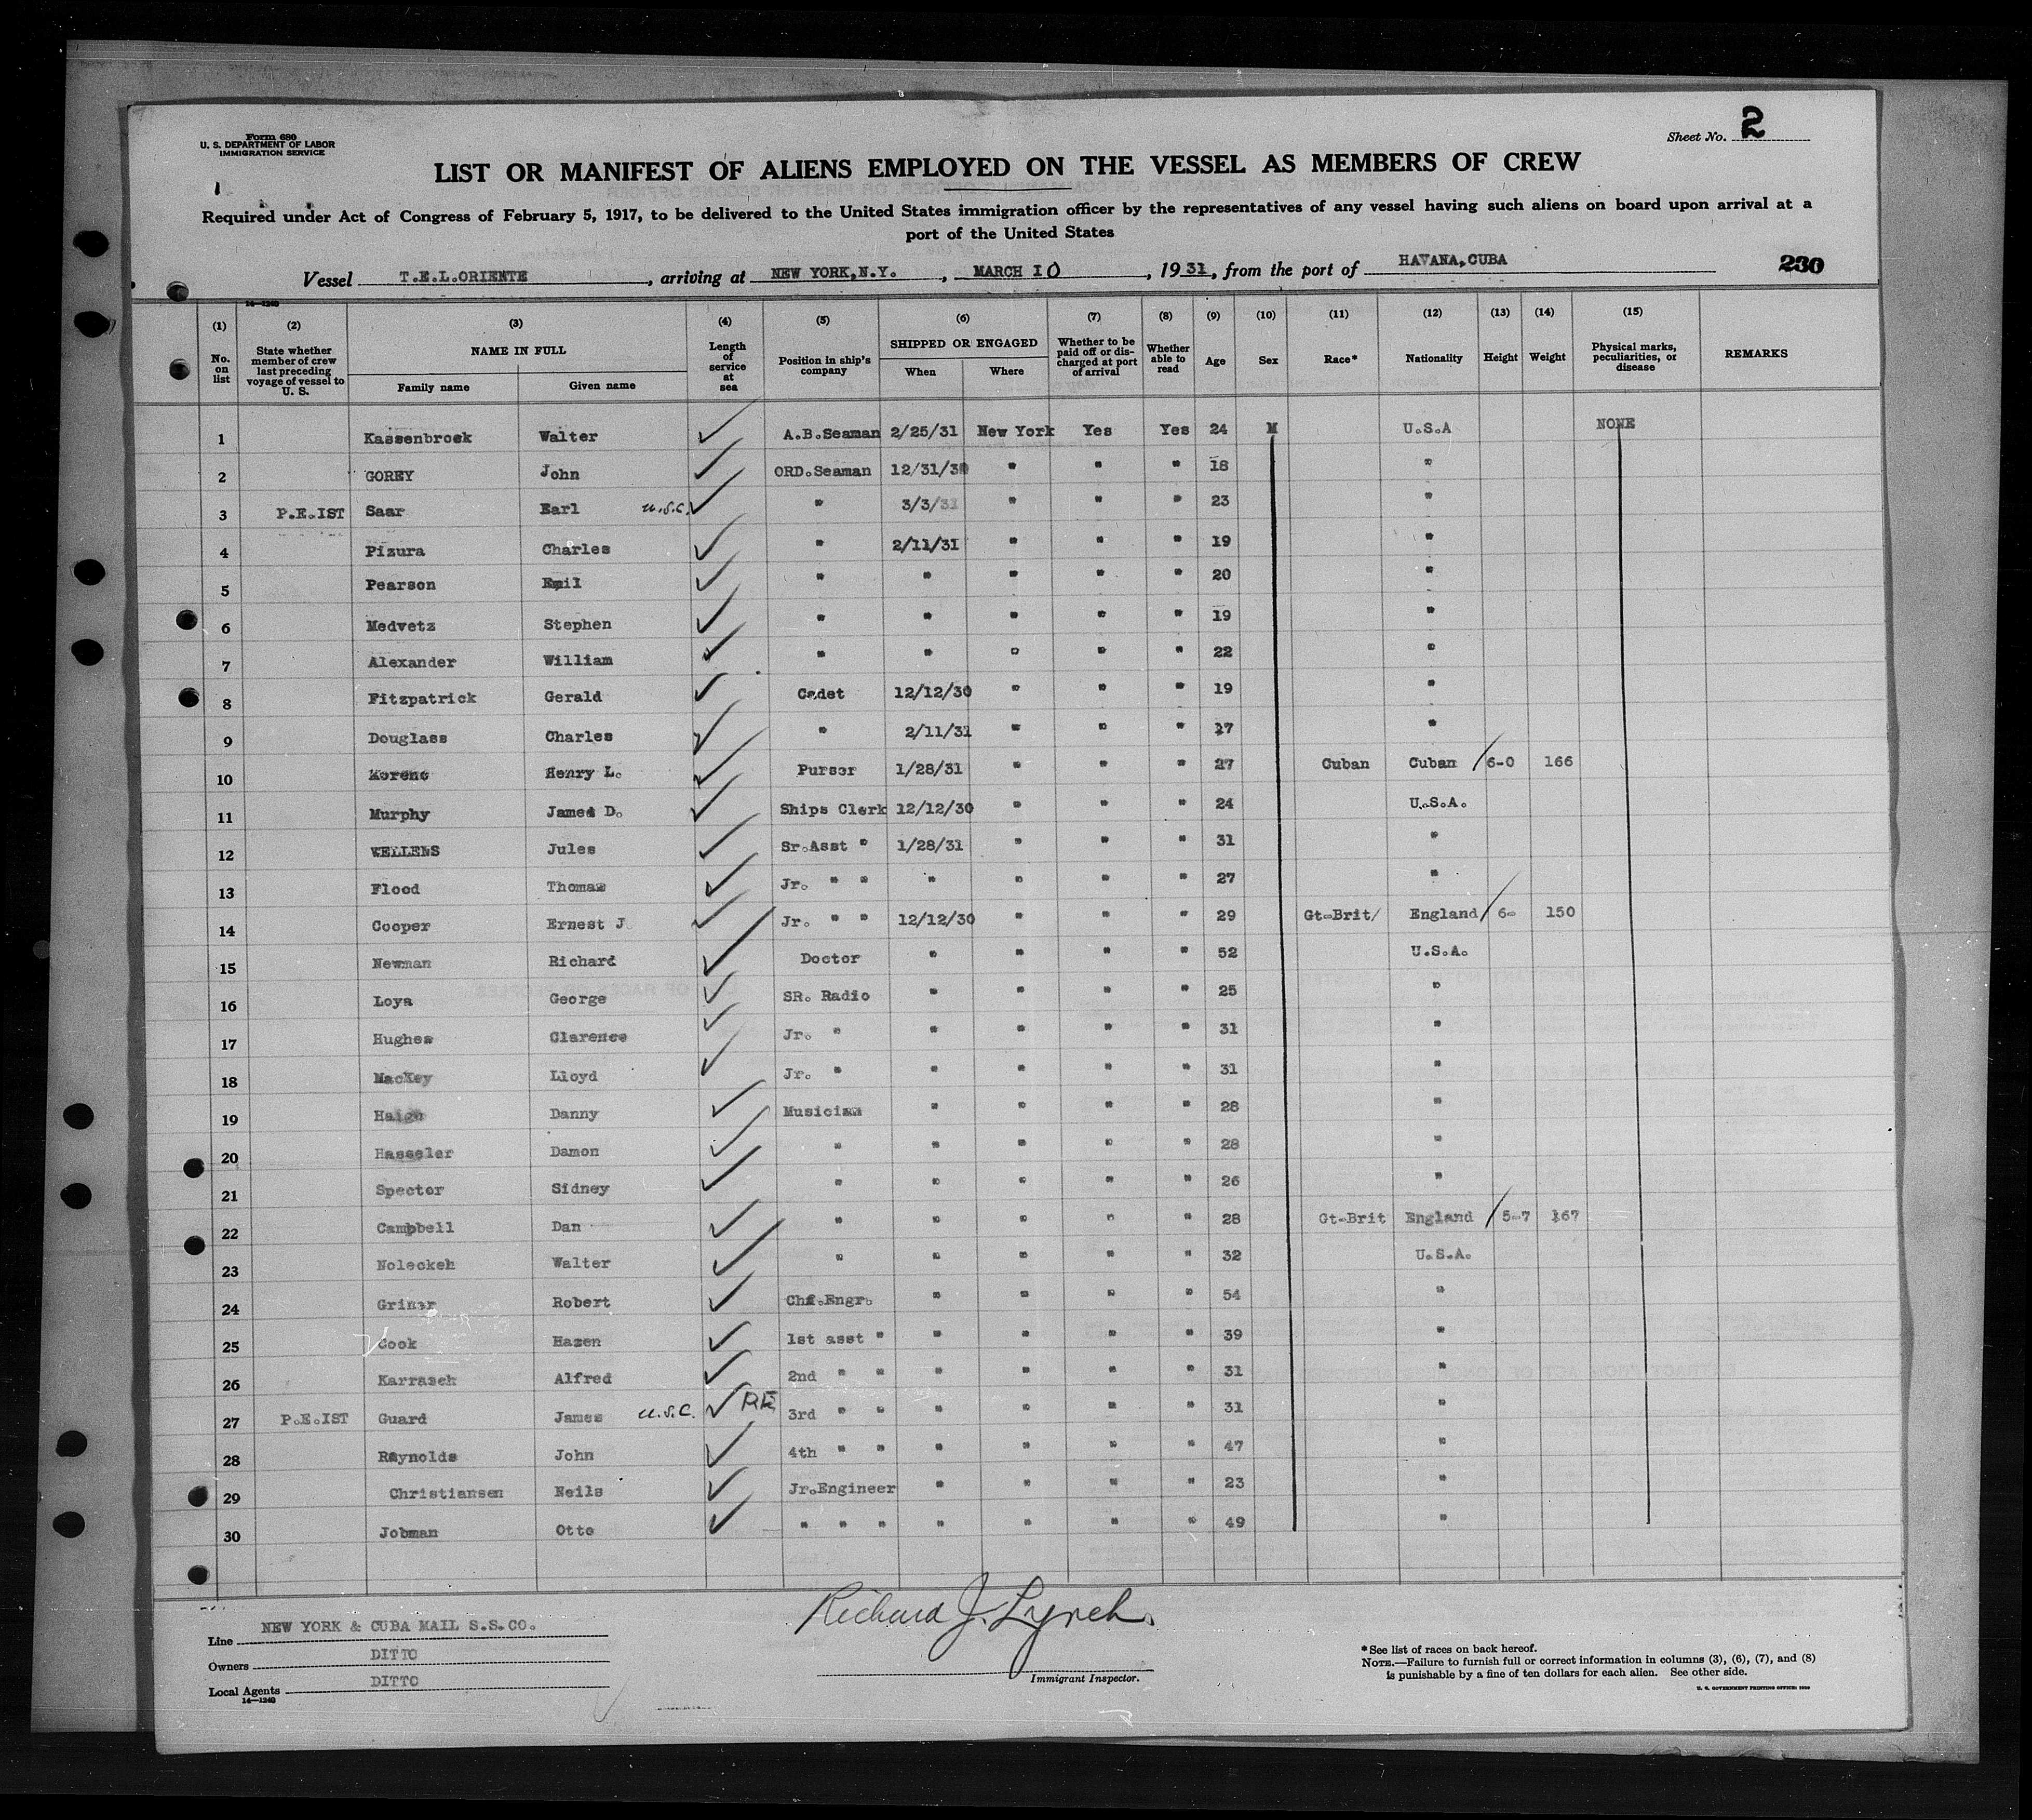 Form 680
U. S. DEPARTMENT OF LABOR
IMMIGRATION SERVICE
Sheet No. 2
LIST OR MANIFEST OF ALIENS EMPLOYED ON THE VESSEL AS MEMBERS OF CREW
Required under Act of Congress of February 5, 1917, to be delivered to the United States immigration officer by the representatives of any vessel having such aliens on board upon arrival at a
port of the United States
Vessel T.E.L.ORIENTE, arriving at NEW YORK,N.Y., MARCH 10, 1931, from the port of HAVANA,CUBA 230
14—1240
(1) (2) (3) (4) (5) (6) (7) (8) (9) (10) (11) (12) (13) (14) (15)
No. on list State whether member of crew last preceding voyage of vessel to U. S. NAME IN FULL Family name Given name Length of service at sea Position in ship's company SHIPPED OR ENGAGED When Where Whether to be paid off or discharged at port of arrival Whether able to read Age Sex Race* Nationality Height Weight Physical marks, peculiarities, or disease REMARKS
1 Kassenbrock Walter ✓ A.B.Seaman 2/25/31 New York Yes Yes 24 M U.S.A NONE
2 GOREY John ✓ ORD.Seaman 12/31/30 " " " 18 "
3 P.E.IST Saar Earl u.s.c. ✓ " 3/3/31 " " " 23 "
4 Pizura Charles ✓ " 2/11/31 " " " 19 "
5 Pearson Emil ✓ " " " " " 20 "
6 Medvetz Stephen ✓ " " " " " 19 "
7 Alexander William ✓ " " " " " 22 "
8 Fitzpatrick Gerald ✓ Cadet 12/12/30 " " " 19 "
9 Douglass Charles ✓ " 2/11/31 " " " 17 "
10 Moreno Henry L. ✓ Purser 1/28/31 " " " 27 Cuban Cuban / 6-0 166
11 Murphy James D. ✓ Ships Clerk 12/12/30 " " " 24 U.S.A.
12 WELLENS Jules ✓ Sr.Asst " 1/28/31 " " " 31 "
13 Flood Thomas ✓ Jr. " " " " " " 27 "
14 Cooper Ernest J ✓ Jr. " " 12/12/30 " " " 29 Gt-Brit/ England / 6- 150
15 Newman Richard ✓ Doctor " " " " 52 U.S.A.
16 Loya George ✓ SR. Radio " " " " 25 "
17 Hughes Clarence ✓ Jr. " " " " " 31 "
18 MacKey Lloyd ✓ Jr. " " " " " 31 "
19 Danny ✓ Musician " " " " 28 "
20 Hasseler Damon ✓ " " " " " 28 "
21 Spector Sidney ✓ " " " " " 26 "
22 Campbell Dan ✓ " " " " " 28 Gt-Brit England / 5-7 167
23 Noleckeh Walter ✓ " " " " " 32 U.S.A.
24 Griner Robert ✓ Chf.Engr. " " " " 54 "
25 Cook Hazen ✓ 1st asst " " " " " 39 "
26 Karrasch Alfred ✓ 2nd " " " " " " 31 "
27 P.E.IST Guard James u.s.c. ✓ RE 3rd " " " " " " 31 "
28 Raynolds John ✓ 4th " " " " " " 47 "
29 Christiansen Neils ✓ Jr.Engineer " " " " 23 "
30 Jobman Otto ✓ " " " " " " " 49 "
Line NEW YORK & CUBA MAIL S.S.CO.
Owners DITTO
Local Agents DITTO
14—1240
Richard J. Lynch
Immigrant Inspector.
*See list of races on back hereof.
NOTE.—Failure to furnish full or correct information in columns (3), (6), (7), and (8)
is punishable by a fine of ten dollars for each alien. See other side.
U. S. GOVERNMENT PRINTING OFFICE: 1930